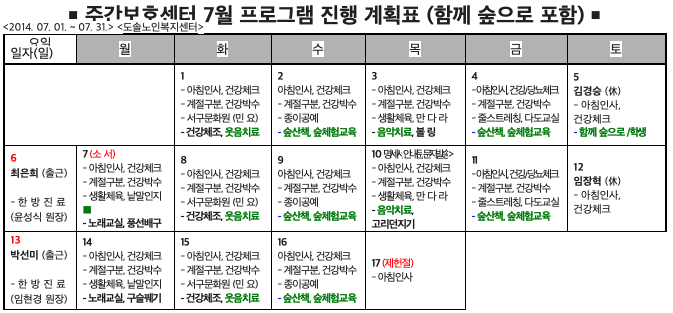 ■ 주간보호센터 7월 프로그램 진행 계획표 (함께 숲으로 포함) ■
<2014. 07. 01. ~ 07. 31.> <도솔노인복지센터>
요일
일자(일) 월 화 수 목 금 토
1
- 아침인사, 건강체크
- 계절구분, 건강박수
- 서구문화원 (민 요)
- 건강체조, 웃음치료
2
- 아침인사, 건강체크
- 계절구분, 건강박수
- 종이공예
- 숲산책, 숲체험교육
3
- 아침인사, 건강체크
- 계절구분, 건강박수
- 생활체육, 만 다 라
- 음악치료, 볼 링
4
- 아침인사, 건강/당뇨체크
- 계절구분, 건강박수
- 줄스트레칭, 다도교실
- 숲산책, 숲체험교육
5
김경승 (休)
- 아침인사,
건강체크
- 함께 숲으로 /학생
6
최은희 (출근)
- 한 방 진 료
(윤성식 원장)
7 (소 서)
- 아침인사, 건강체크
- 계절구분, 건강박수
- 생활체육, 낱말인지
■
- 노래교실, 풍선배구
8
- 아침인사, 건강체크
- 계절구분, 건강박수
- 서구문화원 (민 요)
- 건강체조, 웃음치료
9
- 아침인사, 건강체크
- 계절구분, 건강박수
- 종이공예
- 숲산책, 숲체험교육
10
- 아침인사, 건강체크
- 계절구분, 건강박수
- 생활체육, 만 다 라
- 음악치료,
고리던지기
11
- 아침인사, 건강/당뇨체크
- 계절구분, 건강박수
- 줄스트레칭, 다도교실
- 숲산책, 숲체험교육
12
임장혁 (休)
- 아침인사,
건강체크
13
박선미 (출근)
- 한 방 진 료
(임현경 원장)
14
- 아침인사, 건강체크
- 계절구분, 건강박수
- 생활체육, 낱말인지
- 노래교실, 구슬꿰기
15
- 아침인사, 건강체크
- 계절구분, 건강박수
- 서구문화원 (민 요)
- 건강체조, 웃음치료
16
- 아침인사, 건강체크
- 계절구분, 건강박수
- 종이공예
- 숲산책, 숲체험교육
17 (제헌절)
- 아침인사